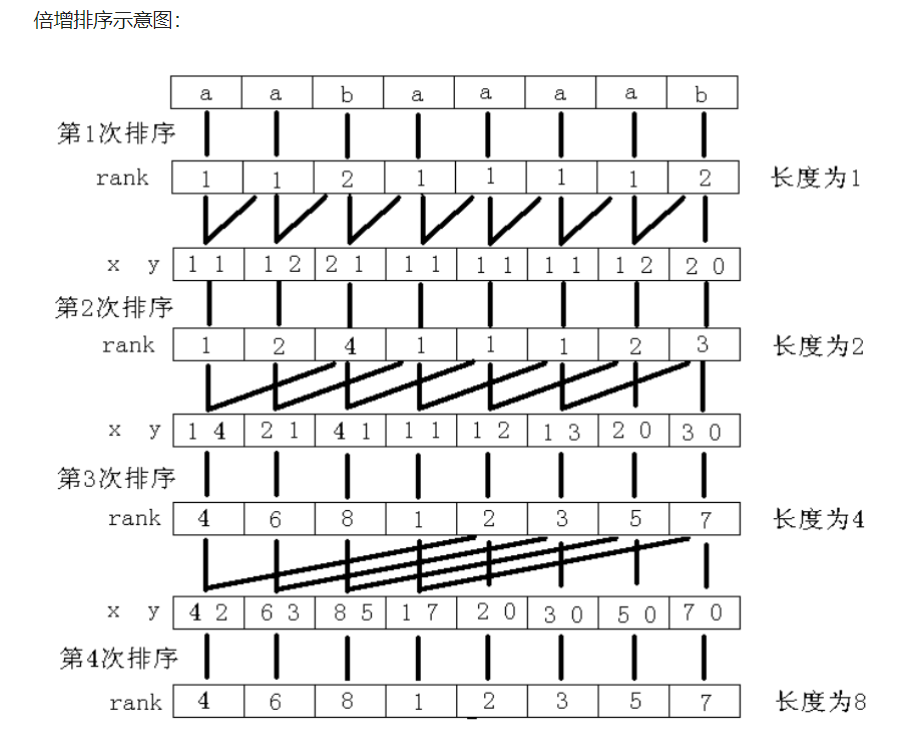 倍增排序示意图：
a a b a a a a b
第1次排序
rank 1 1 2 1 1 1 1 2 长度为1
x y 1 1 1 2 2 1 1 1 1 1 1 1 1 2 2 0
第2次排序
rank 1 2 4 1 1 1 2 3 长度为2
x y 1 4 2 1 4 1 1 1 1 2 1 3 2 0 3 0
第3次排序
rank 4 6 8 1 2 3 5 7 长度为4
x y 4 2 6 3 8 5 1 7 2 0 3 0 5 0 7 0
第4次排序
rank 4 6 8 1 2 3 5 7 长度为8